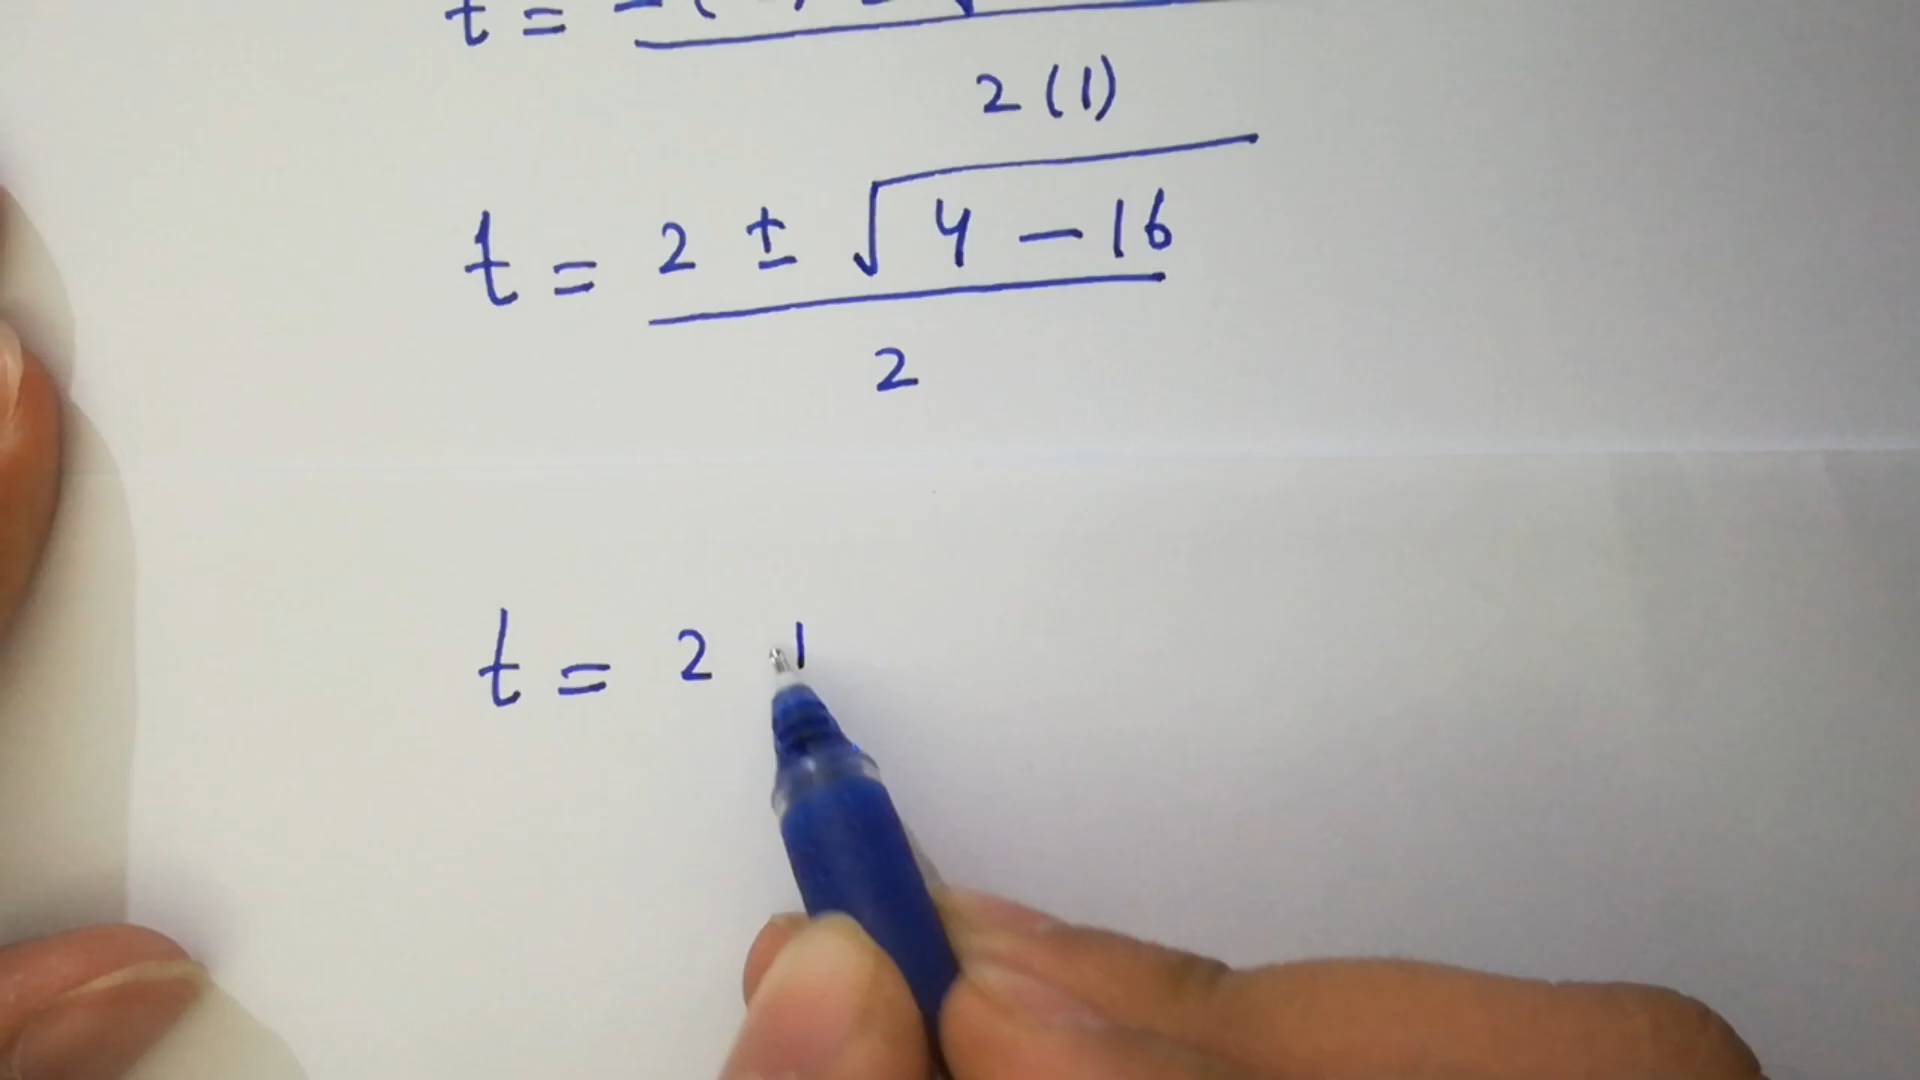 t =
2 (1)
t = 2 ± √4 − 16
2
t = 2